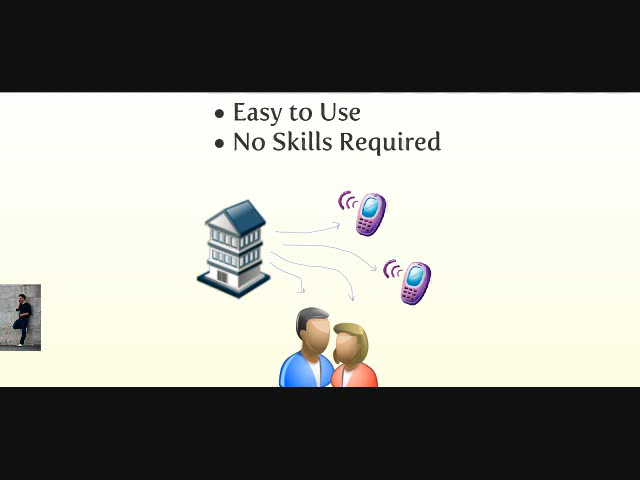 • Easy to Use
• No Skills Required